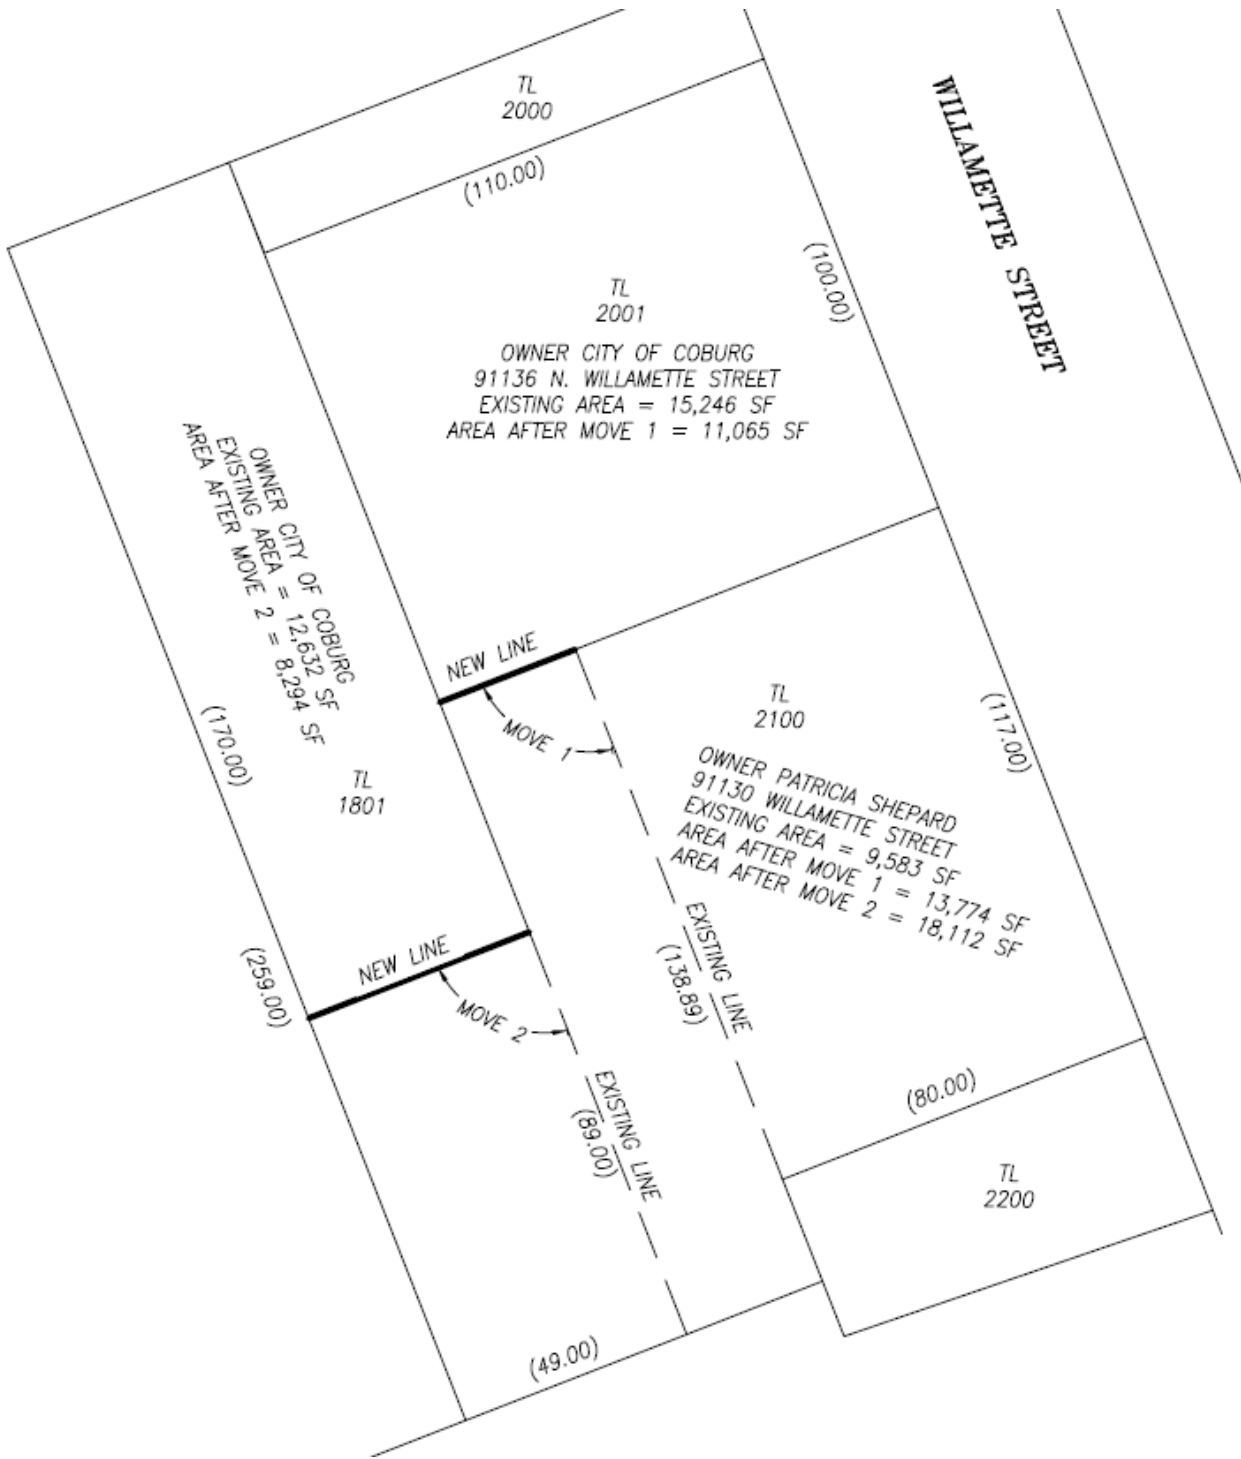 TL
2000
WILLAMETTE STREET
(110.00)
(100.00)
TL
2001
OWNER CITY OF COBURG
91136 N. WILLAMETTE STREET
EXISTING AREA = 15,246 SF
AREA AFTER MOVE 1 = 11,065 SF
OWNER CITY OF COBURG
EXISTING AREA = 12,632 SF
AREA AFTER MOVE 2 = 8,294 SF
NEW LINE
MOVE 1
(170.00)
TL
1801
TL
2100
(117.00)
OWNER PATRICIA SHEPARD
91130 WILLAMETTE STREET
EXISTING AREA = 9,583 SF
AREA AFTER MOVE 1 = 13,774 SF
AREA AFTER MOVE 2 = 18,112 SF
EXISTING LINE
(138.89)
NEW LINE
(259.00)
MOVE 2
EXISTING LINE
(89.00)
(80.00)
TL
2200
(49.00)